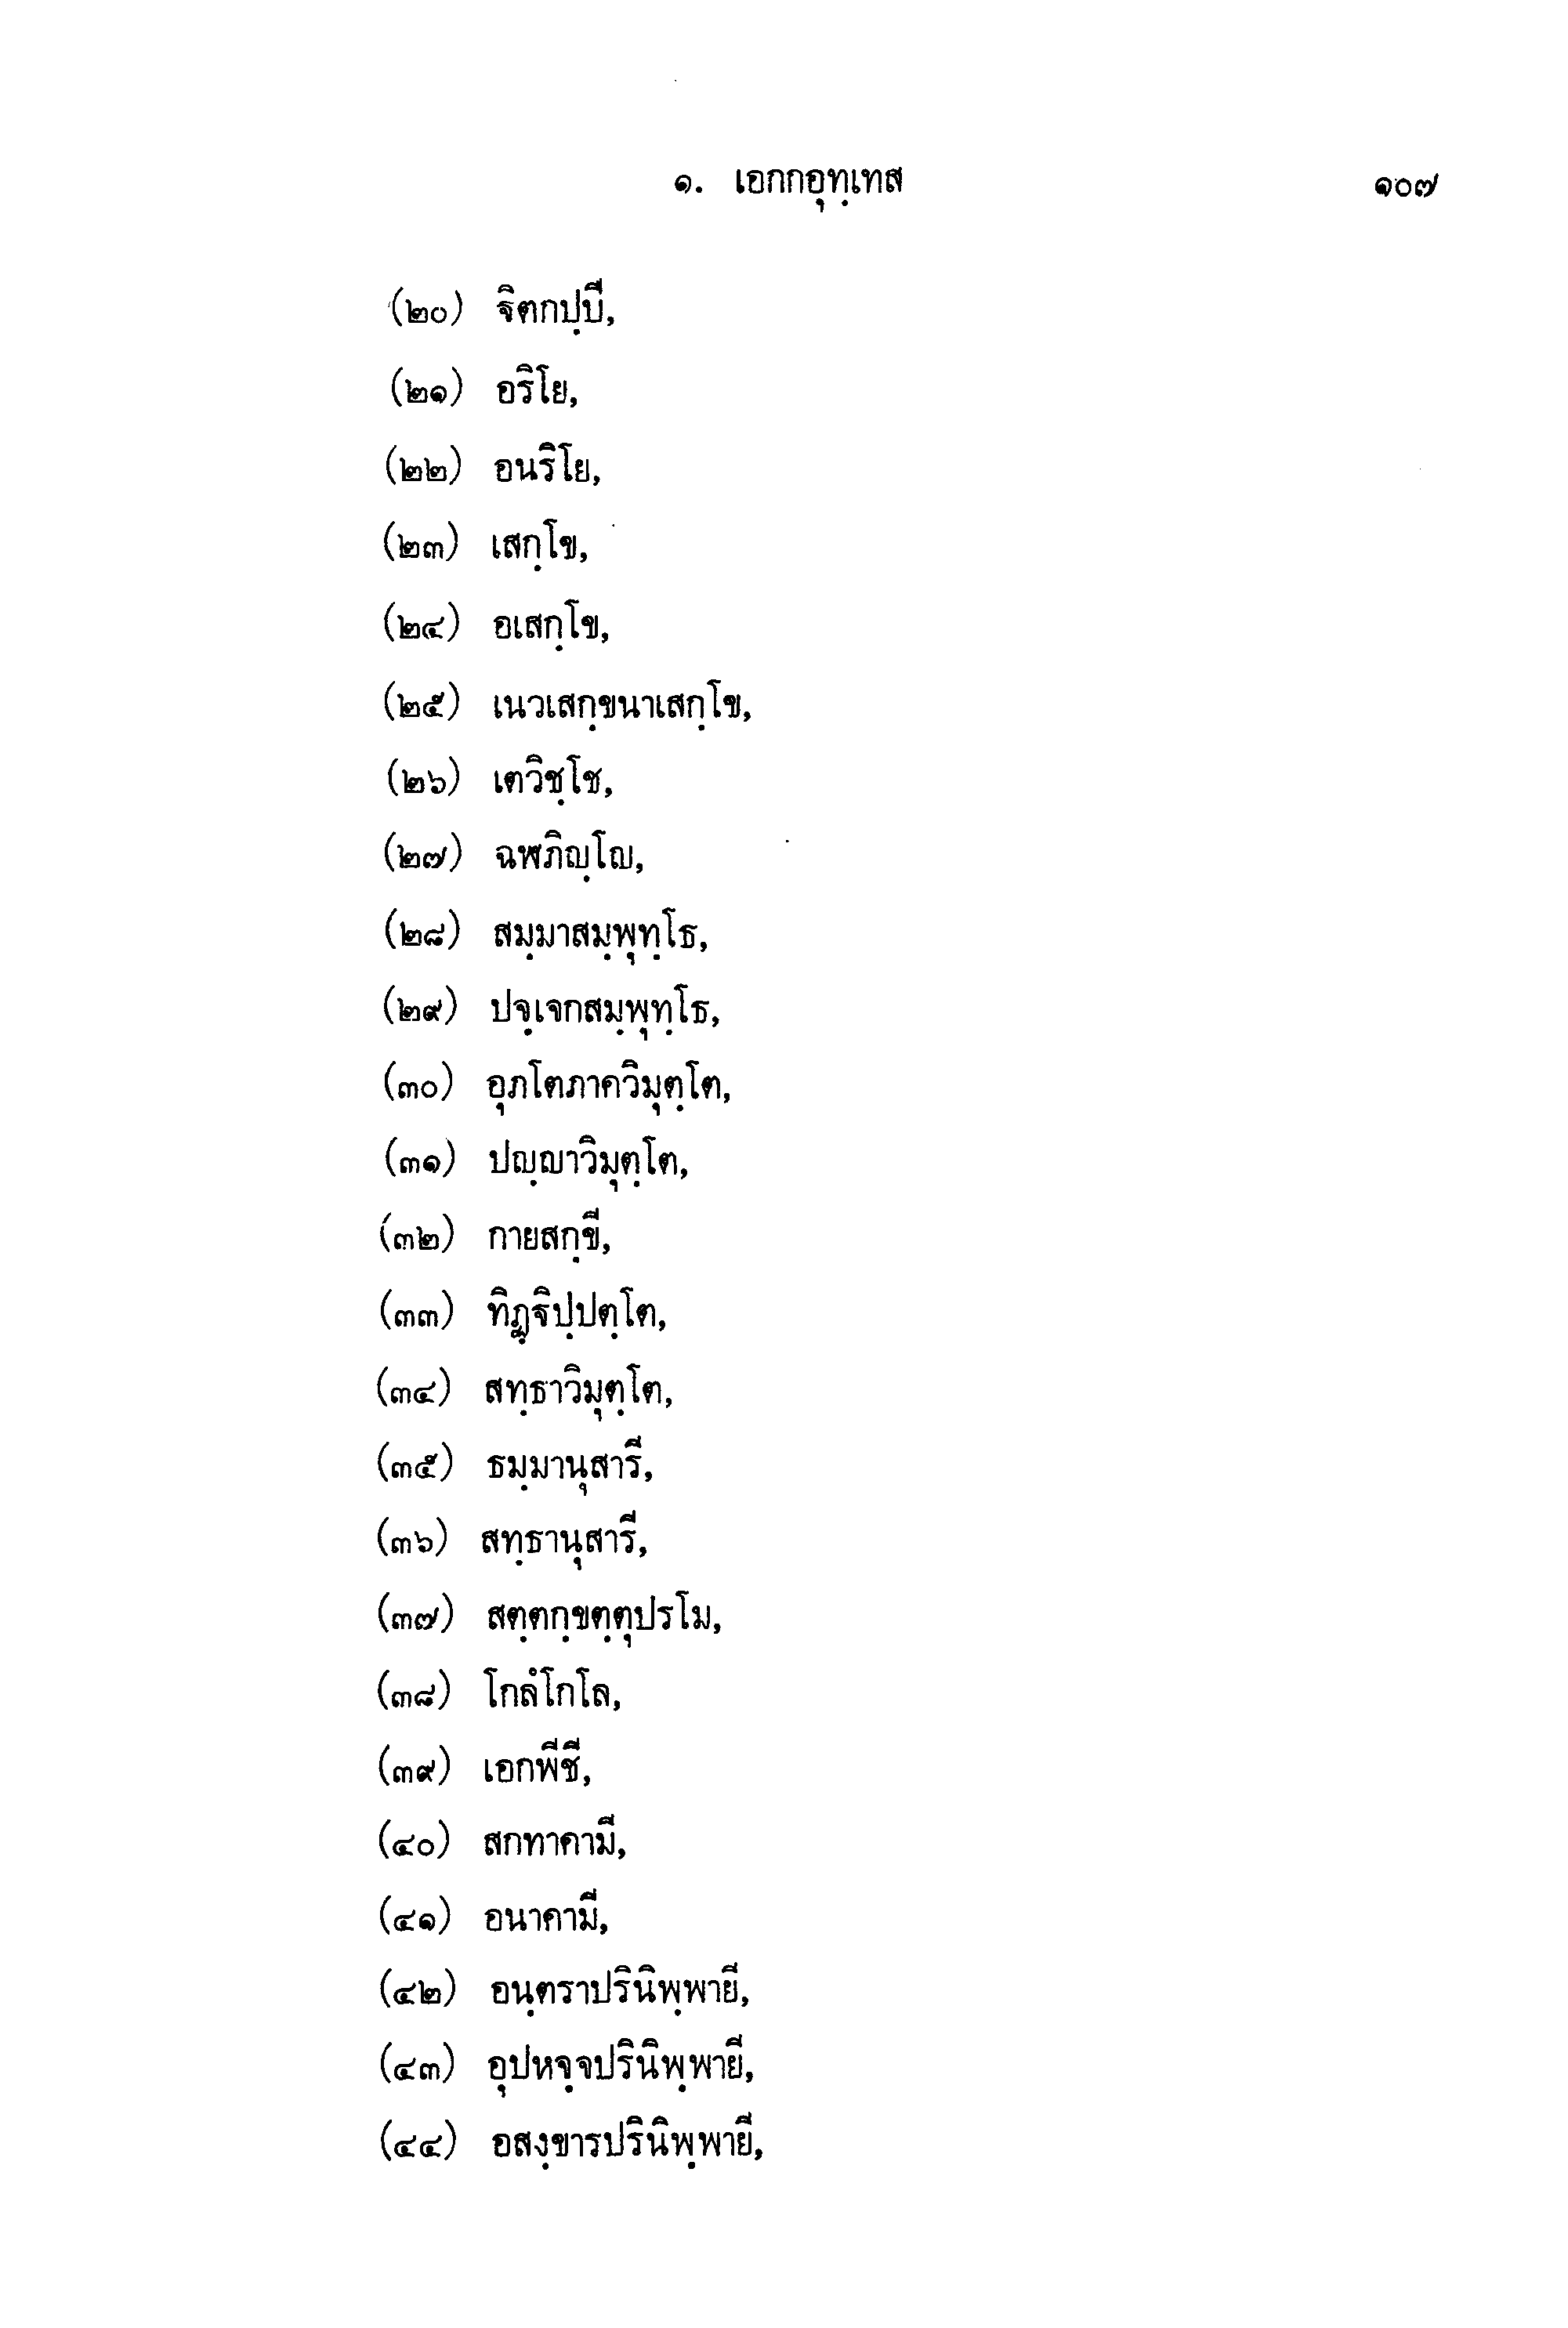 ๑. เอกกอุทฺเทส ๑๐๗
(๒๐) ฐิตกปฺปี,
(๒๑) อริโย,
(๒๒) อนริโย,
(๒๓) เสกฺโข,
(๒๔) อเสกฺโข,
(๒๕) เนวเสกฺขนาเสกฺโข,
(๒๖) เตวิชฺโช,
(๒๗) ฉฬภิญฺโญ,
(๒๘) สมฺมาสมฺพุทฺโธ,
(๒๙) ปจฺเจกสมฺพุทฺโธ,
(๓๐) อุภโตภาควิมุตฺโต,
(๓๑) ปญฺญาวิมุตฺโต,
(๓๒) กายสกฺขี,
(๓๓) ทิฏฺฐิปฺปตฺโต,
(๓๔) สทฺธาวิมุตฺโต,
(๓๕) ธมฺมานุสารี,
(๓๖) สทฺธานุสารี,
(๓๗) สตฺตกฺขตฺตุปรโม,
(๓๘) โกลํโกโล,
(๓๙) เอกพีชี,
(๔๐) สกทาคามี,
(๔๑) อนาคามี,
(๔๒) อนฺตราปรินิพฺพายี,
(๔๓) อุปหจฺจปรินิพฺพายี,
(๔๔) อสงฺขารปรินิพฺพายี,